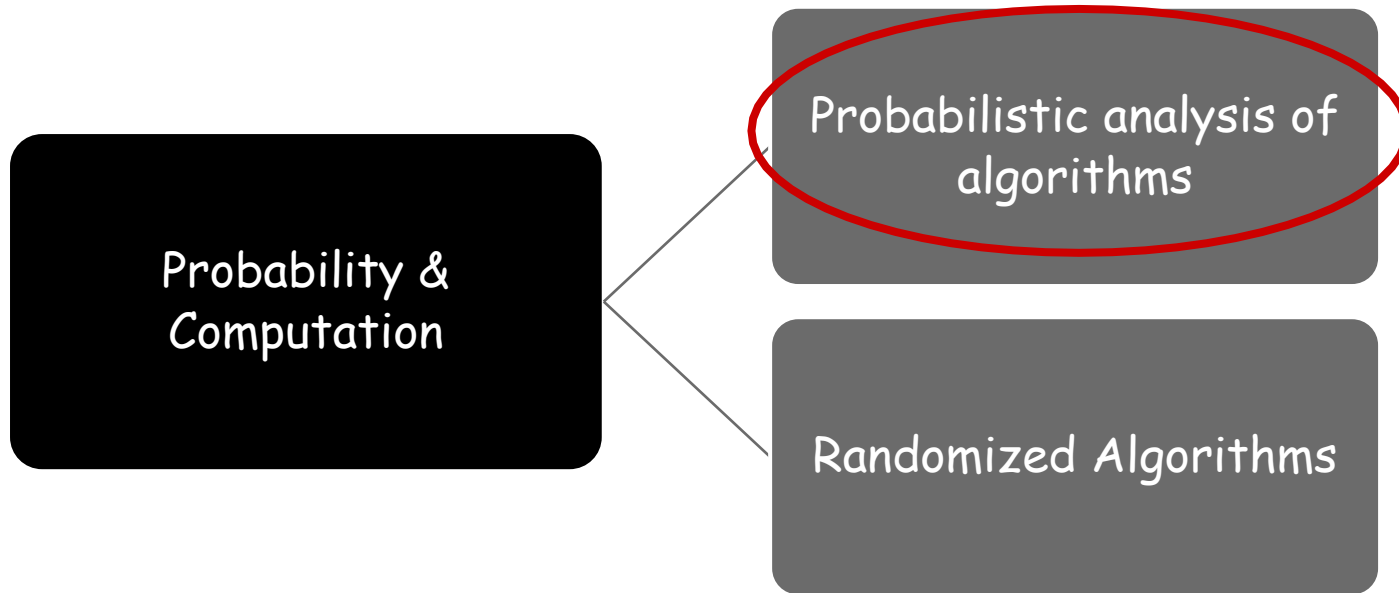 Probability &
Computation
Probabilistic analysis of
algorithms
Randomized Algorithms